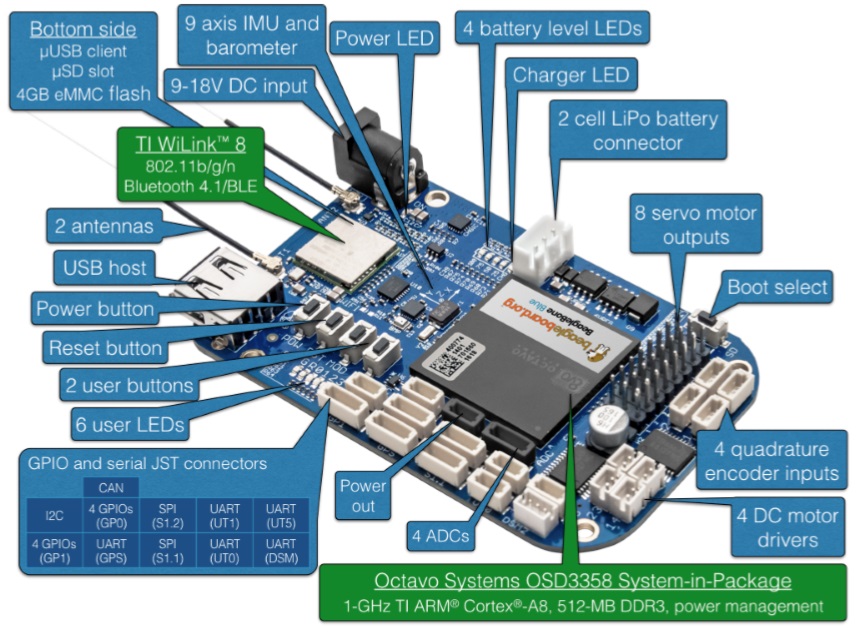 Bottom side
µUSB client
µSD slot
4GB eMMC flash
9 axis IMU and
barometer
Power LED
4 battery level LEDs
9-18V DC input
Charger LED
2 cell LiPo battery
connector
TI WiLink™ 8
802.11b/g/n
Bluetooth 4.1/BLE
8 servo motor
outputs
2 antennas
USB host
Boot select
Power button
Reset button
2 user buttons
6 user LEDs
beagleboard.org
BeagleBone Blue
GPIO and serial JST connectors
CAN
I2C
4 GPIOs
(GP0)
SPI
(S1.2)
UART
(UT1)
UART
(UT5)
4 GPIOs
(GP1)
UART
(GPS)
SPI
(S1.1)
UART
(UT0)
UART
(DSM)
Power
out
4 ADCs
4 quadrature
encoder inputs
4 DC motor
drivers
Octavo Systems OSD3358 System-in-Package
1-GHz TI ARM® Cortex®-A8, 512-MB DDR3, power management